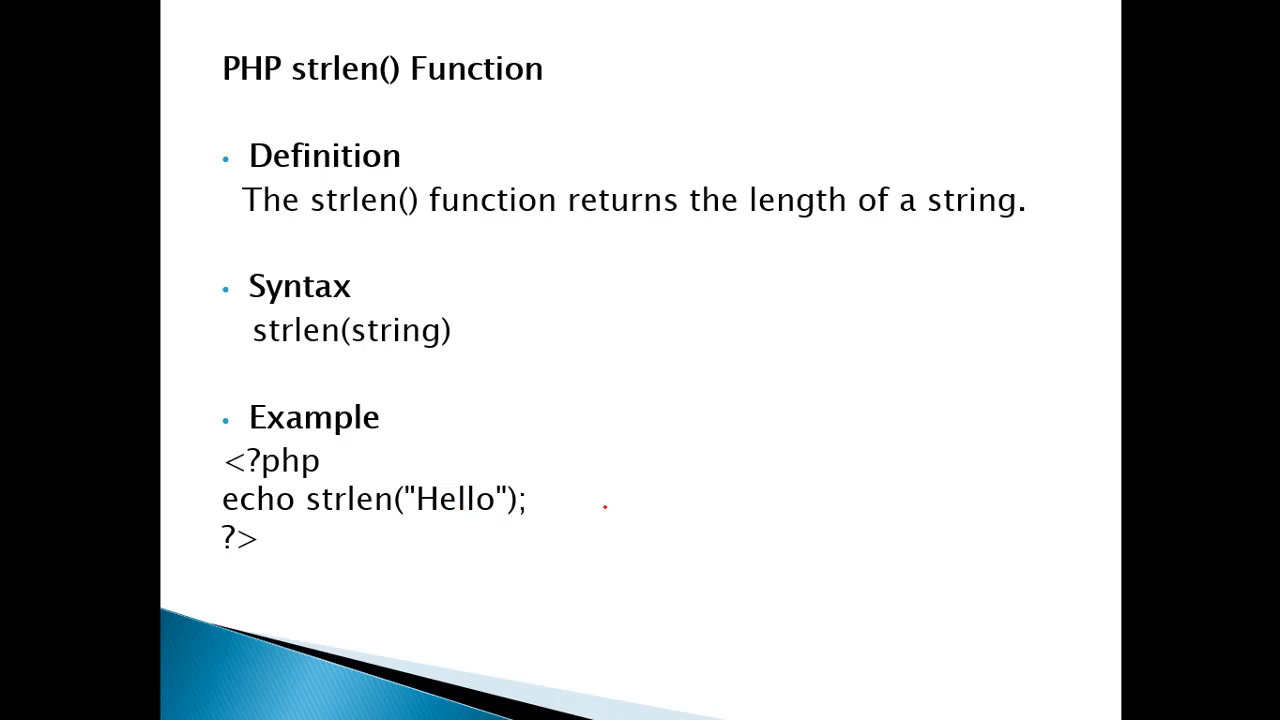 PHP strlen() Function
• Definition
The strlen() function returns the length of a string.
• Syntax
strlen(string)
• Example
<?php
echo strlen("Hello");
?>